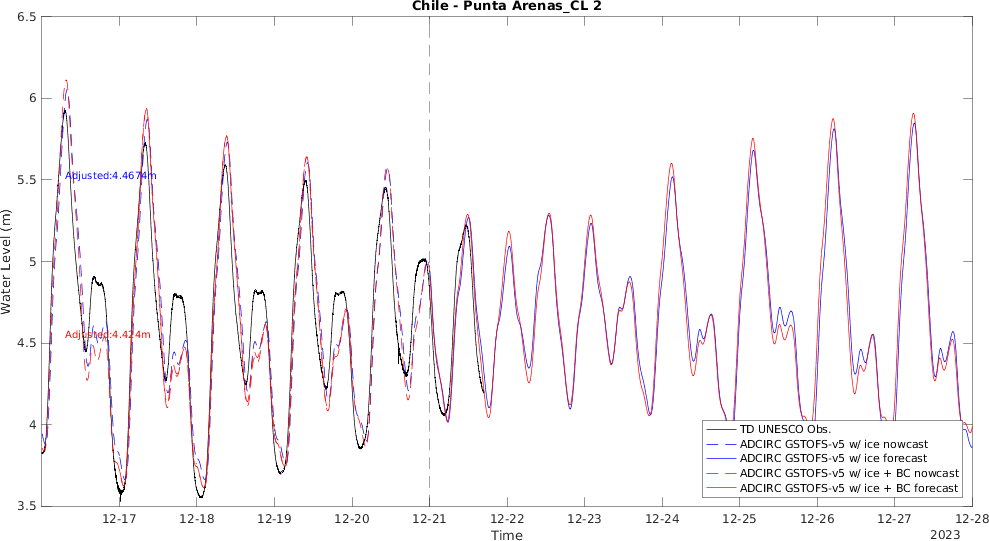 Chile - Punta Arenas_CL 2
6.5
6
5.5
5
4.5
4
3.5
Water Level (m)
Adjusted:4.4674m
Adjusted:4.424m
TD UNESCO Obs.
ADCIRC GSTOFS-v5 w/ ice nowcast
ADCIRC GSTOFS-v5 w/ ice forecast
ADCIRC GSTOFS-v5 w/ ice + BC nowcast
ADCIRC GSTOFS-v5 w/ ice + BC forecast
12-17 12-18 12-19 12-20 12-21 12-22 12-23 12-24 12-25 12-26 12-27 12-28
Time
2023